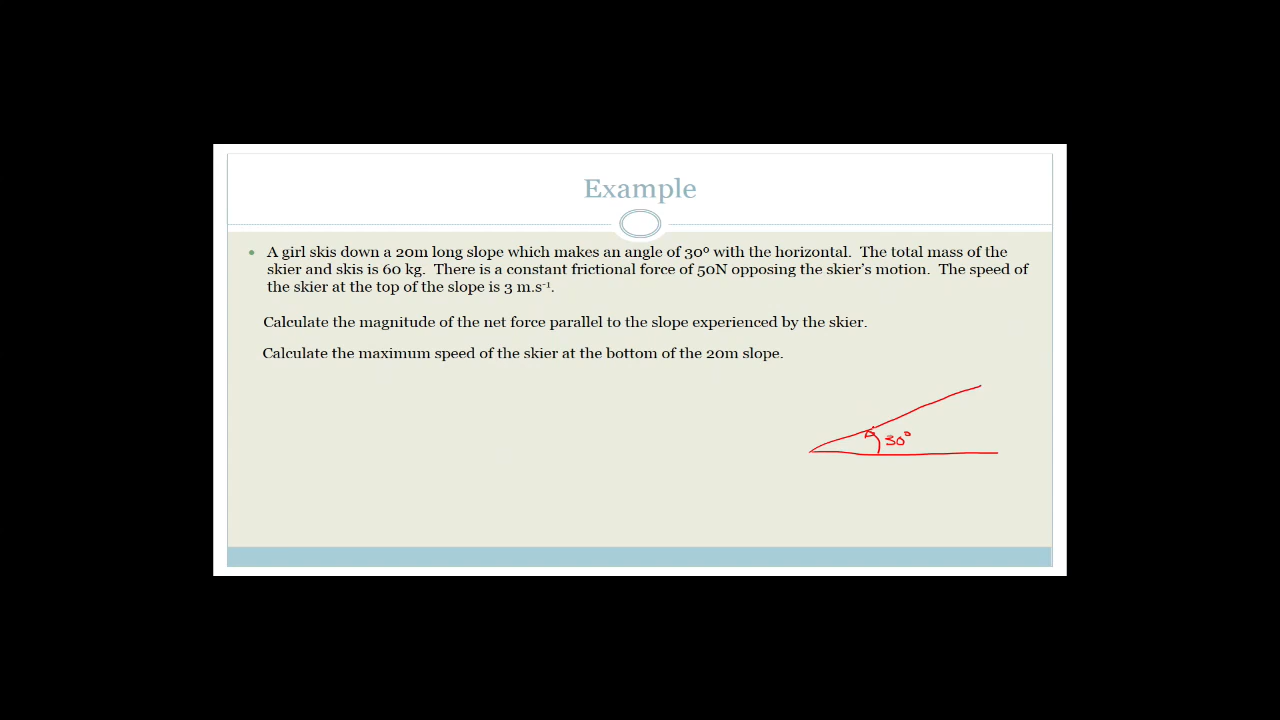 Example
A girl skis down a 20m long slope which makes an angle of 30º with the horizontal. The total mass of the
skier and skis is 60 kg. There is a constant frictional force of 50N opposing the skier's motion. The speed of
the skier at the top of the slope is 3 m.s⁻¹.
Calculate the magnitude of the net force parallel to the slope experienced by the skier.
Calculate the maximum speed of the skier at the bottom of the 20m slope.
30°